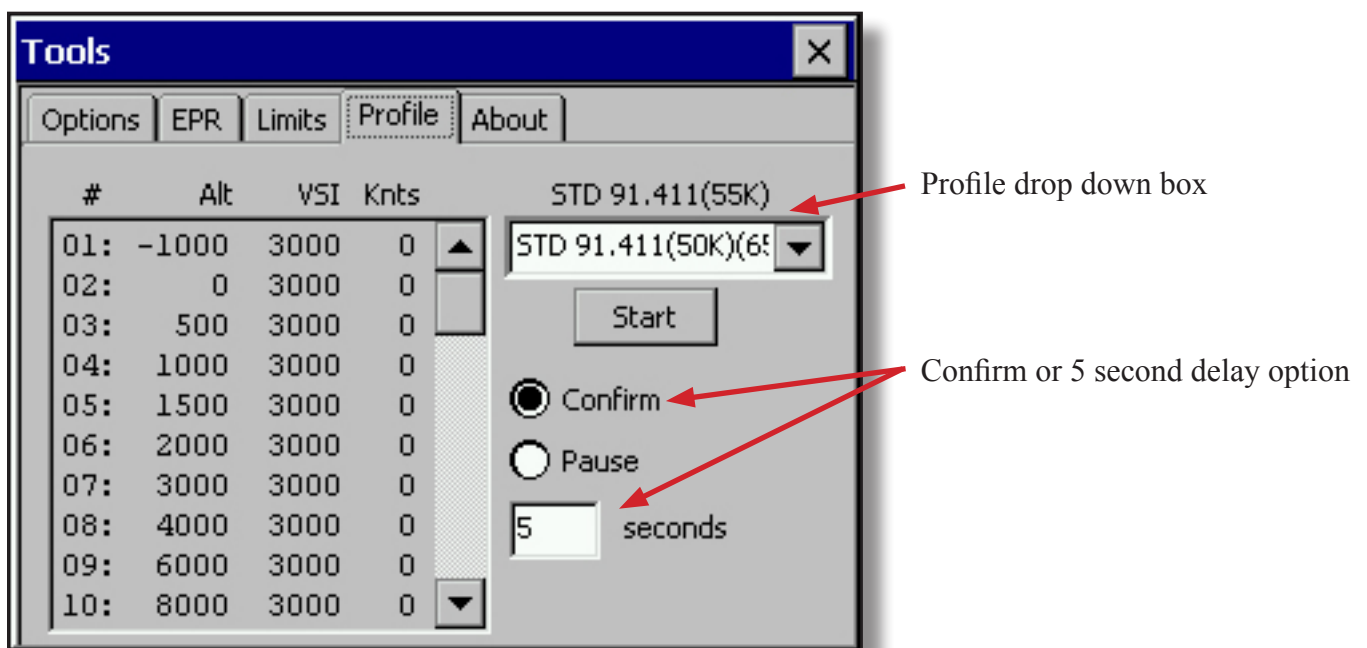 Tools
Options EPR Limits Profile About
# Alt VSI Knts
01: -1000 3000 0
02: 0 3000 0
03: 500 3000 0
04: 1000 3000 0
05: 1500 3000 0
06: 2000 3000 0
07: 3000 3000 0
08: 4000 3000 0
09: 6000 3000 0
10: 8000 3000 0
STD 91.411(55K)
STD 91.411(50K)(65
Start
Confirm
Pause
5 seconds
Profile drop down box
Confirm or 5 second delay option